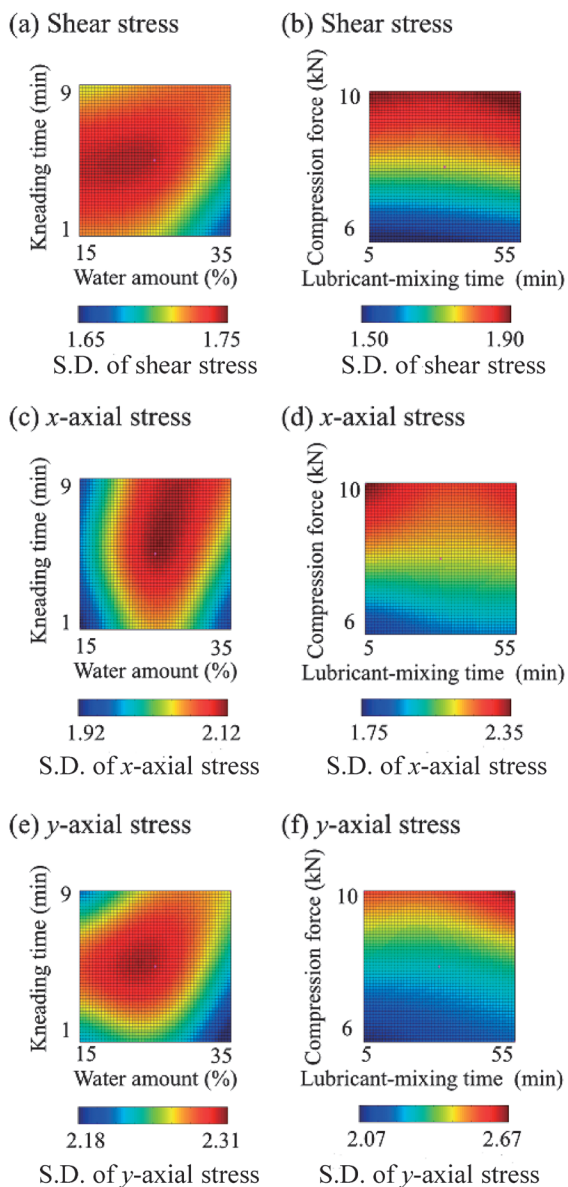 (a) Shear stress
(b) Shear stress
Kneading time (min)
9
1
15
35
Water amount (%)
1.65
1.75
S.D. of shear stress
Compression force (kN)
10
6
5
55
Lubricant-mixing time (min)
1.50
1.90
S.D. of shear stress
(c) x-axial stress
(d) x-axial stress
Kneading time (min)
9
1
15
35
Water amount (%)
1.92
2.12
S.D. of x-axial stress
Compression force (kN)
10
6
5
55
Lubricant-mixing time (min)
1.75
2.35
S.D. of x-axial stress
(e) y-axial stress
(f) y-axial stress
Kneading time (min)
9
1
15
35
Water amount (%)
2.18
2.31
S.D. of y-axial stress
Compression force (kN)
10
6
5
55
Lubricant-mixing time (min)
2.07
2.67
S.D. of y-axial stress